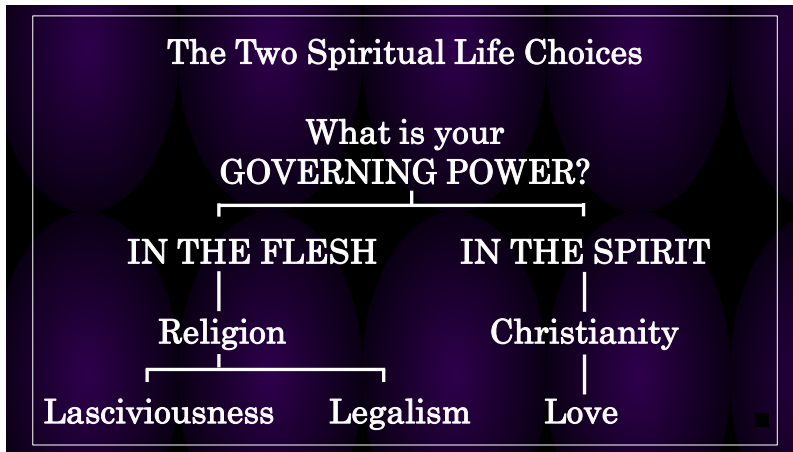 The Two Spiritual Life Choices
What is your
GOVERNING POWER?
IN THE FLESH IN THE SPIRIT
Religion Christianity
Lasciviousness Legalism Love